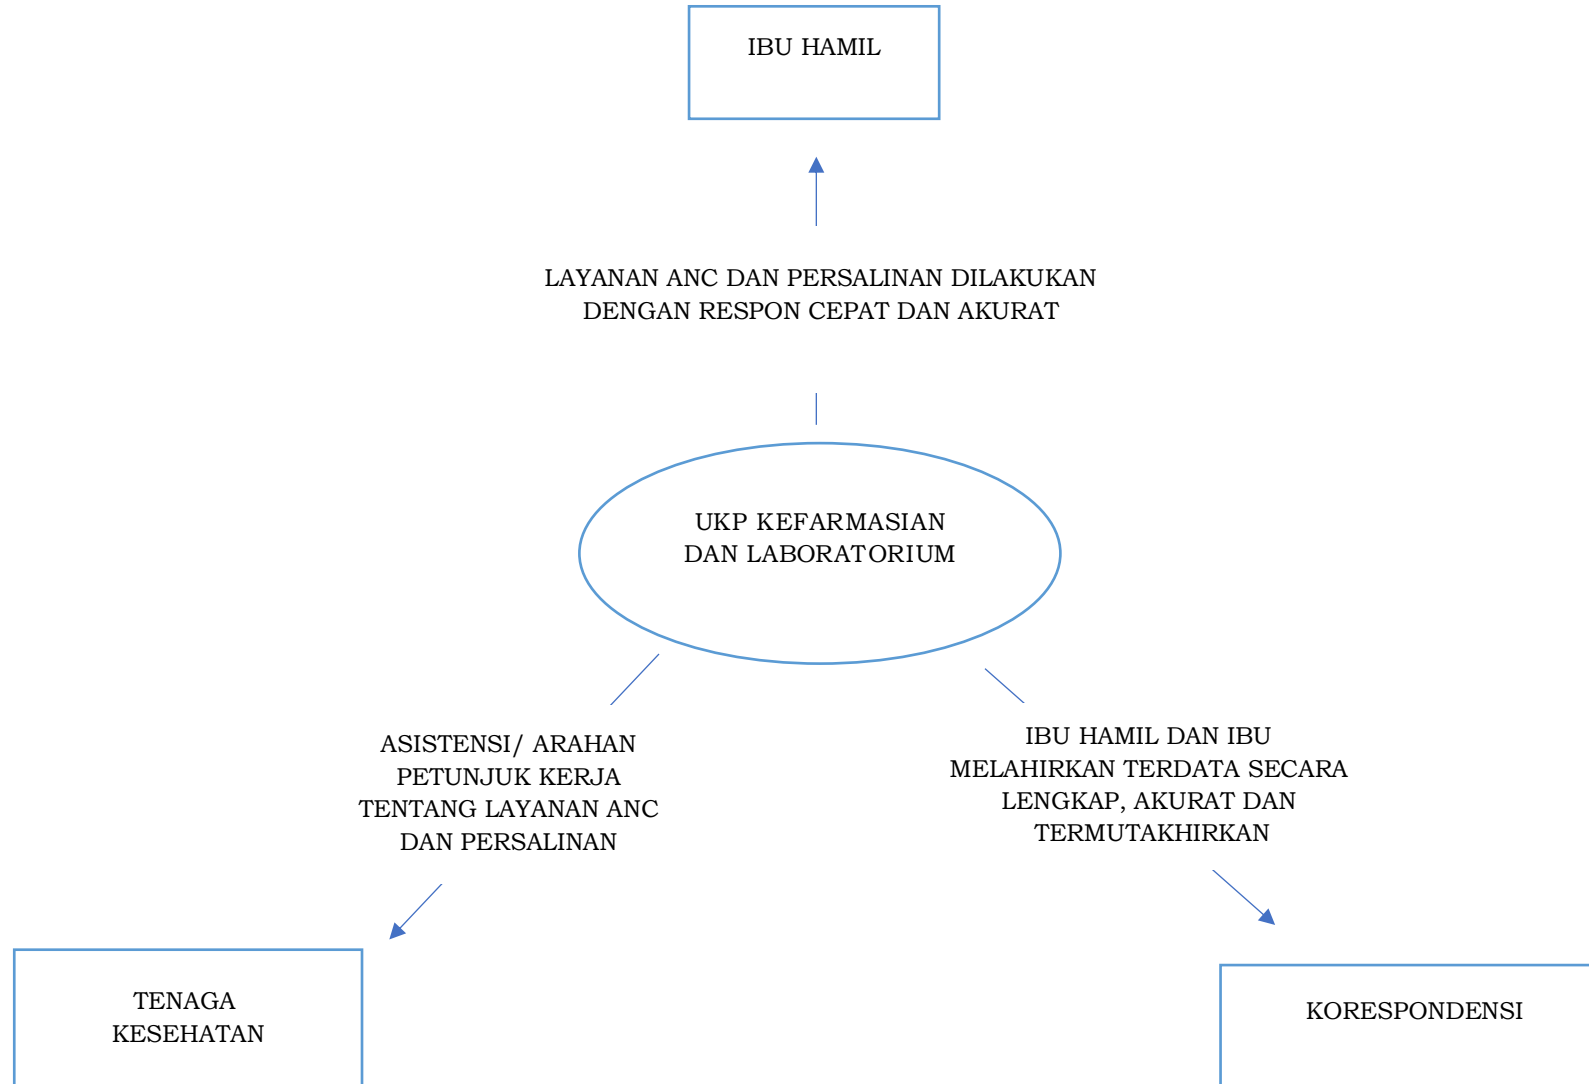 IBU HAMIL
LAYANAN ANC DAN PERSALINAN DILAKUKAN
DENGAN RESPON CEPAT DAN AKURAT
UKP KEFARMASIAN
DAN LABORATORIUM
ASISTENSI/ ARAHAN
PETUNJUK KERJA
TENTANG LAYANAN ANC
DAN PERSALINAN
IBU HAMIL DAN IBU
MELAHIRKAN TERDATA SECARA
LENGKAP, AKURAT DAN
TERMUTAKHIRKAN
TENAGA
KESEHATAN
KORESPONDENSI